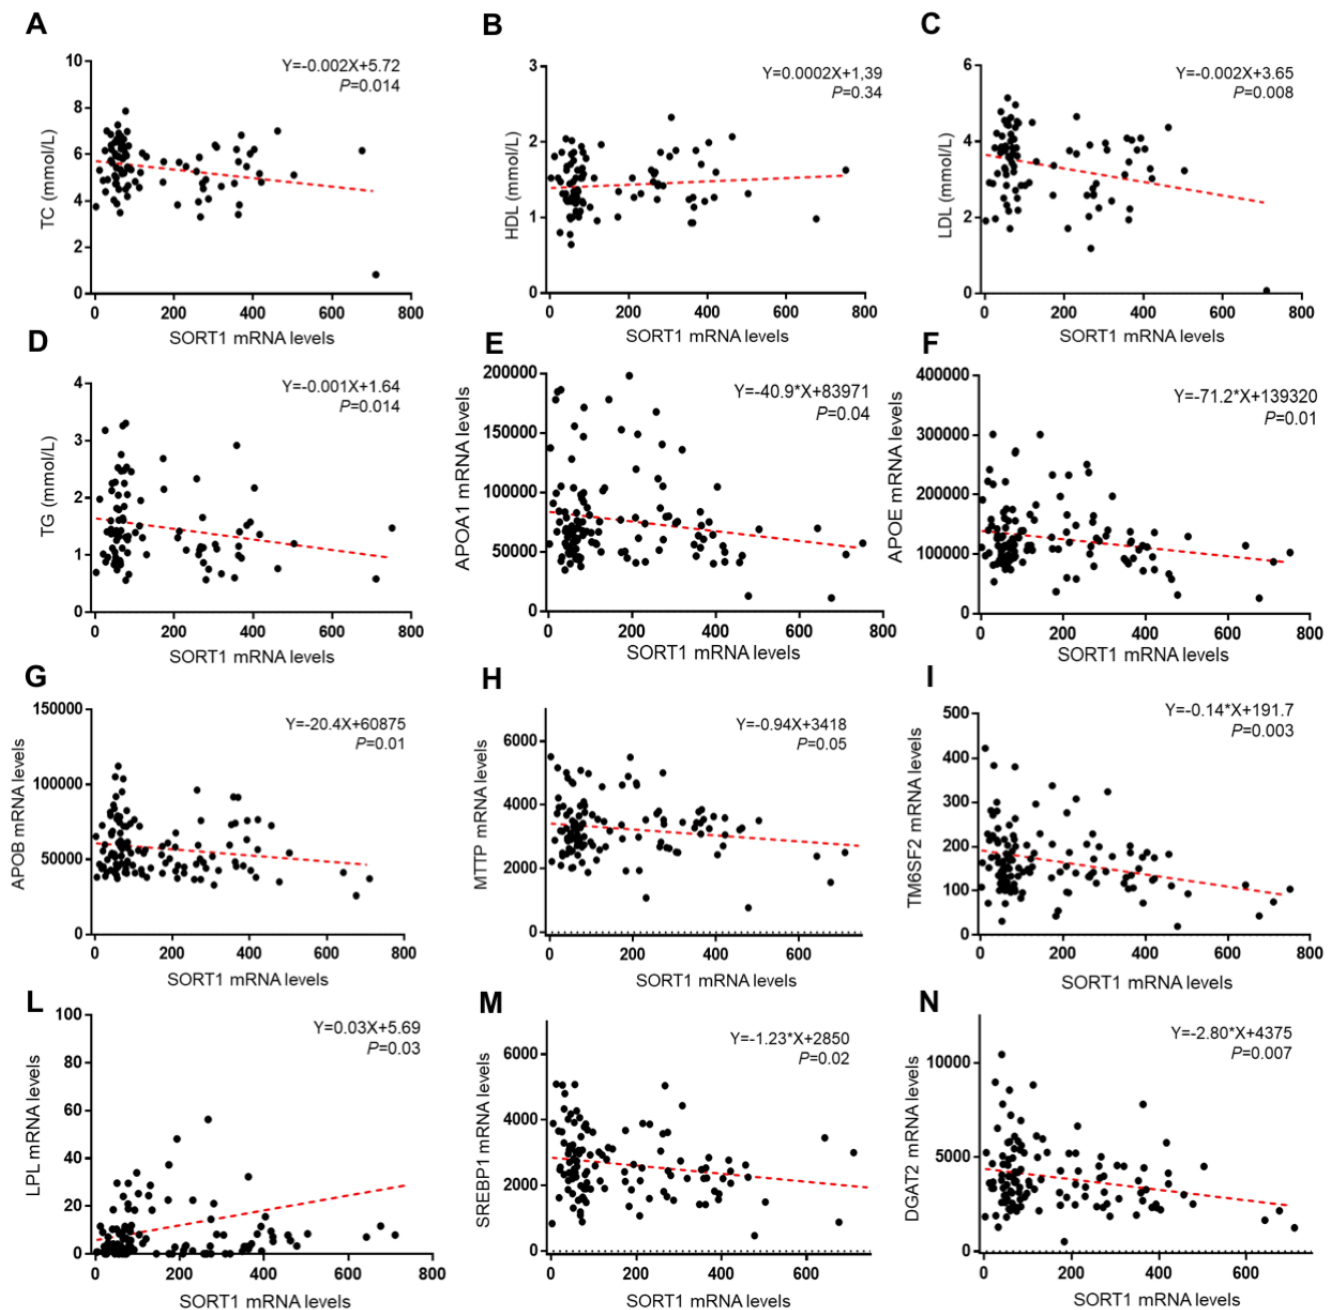 A
Y=-0.002X+5.72
P=0.014
TC (mmol/L)
10
8
6
4
2
0
0 200 400 600 800
SORT1 mRNA levels
B
Y=0.0002X+1,39
P=0.34
HDL (mmol/L)
3
2
1
0
0 200 400 600 800
SORT1 mRNA levels
C
Y=-0.002X+3.65
P=0.008
LDL (mmol/L)
6
4
2
0
0 200 400 600 800
SORT1 mRNA levels
D
Y=-0.001X+1.64
P=0.014
TG (mmol/L)
4
3
2
1
0
0 200 400 600 800
SORT1 mRNA levels
E
Y=-40.9*X+83971
P=0.04
APOA1 mRNA levels
200000
150000
100000
50000
0
0 200 400 600 800
SORT1 mRNA levels
F
Y=-71.2*X+139320
P=0.01
APOE mRNA levels
400000
300000
200000
100000
0
0 200 400 600 800
SORT1 mRNA levels
G
Y=-20.4X+60875
P=0.01
APOB mRNA levels
150000
100000
50000
0
0 200 400 600 800
SORT1 mRNA levels
H
Y=-0.94X+3418
P=0.05
MTTP mRNA levels
6000
4000
2000
0
0 200 400 600
SORT1 mRNA levels
I
Y=-0.14*X+191.7
P=0.003
TM6SF2 mRNA levels
500
400
300
200
100
0
0 200 400 600 800
SORT1 mRNA levels
L
Y=0.03X+5.69
P=0.03
LPL mRNA levels
100
80
60
40
20
0
0 200 400 600 800
SORT1 mRNA levels
M
Y=-1.23*X+2850
P=0.02
SREBP1 mRNA levels
6000
4000
2000
0
0 200 400 600
SORT1 mRNA levels
N
Y=-2.80*X+4375
P=0.007
DGAT2 mRNA levels
10000
5000
0
0 200 400 600
SORT1 mRNA levels